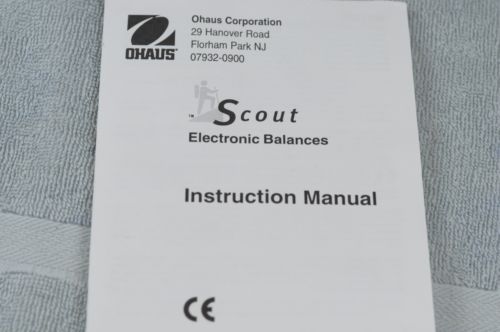 OHAUS®
Ohaus Corporation
29 Hanover Road
Florham Park NJ
07932-0900
™ Scout
Electronic Balances
Instruction Manual
CE